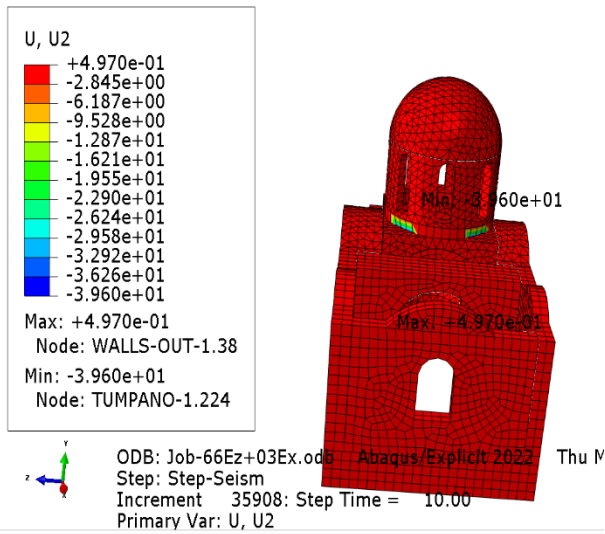 U, U2
+4.970e-01
-2.845e+00
-6.187e+00
-9.528e+00
-1.287e+01
-1.621e+01
-1.955e+01
-2.290e+01
-2.624e+01
-2.958e+01
-3.292e+01
-3.626e+01
-3.960e+01
Max: +4.970e-01
Node: WALLS-OUT-1.38
Min: -3.960e+01
Node: TUMPANO-1.224
Min: -3.960e+01
Max: +4.970e-01
Y
Z
X
ODB: Job-66Ez+03Ex.odb Abaqus/Explicit 2022 Thu M
Step: Step-Seism
Increment 35908: Step Time = 10.00
Primary Var: U, U2